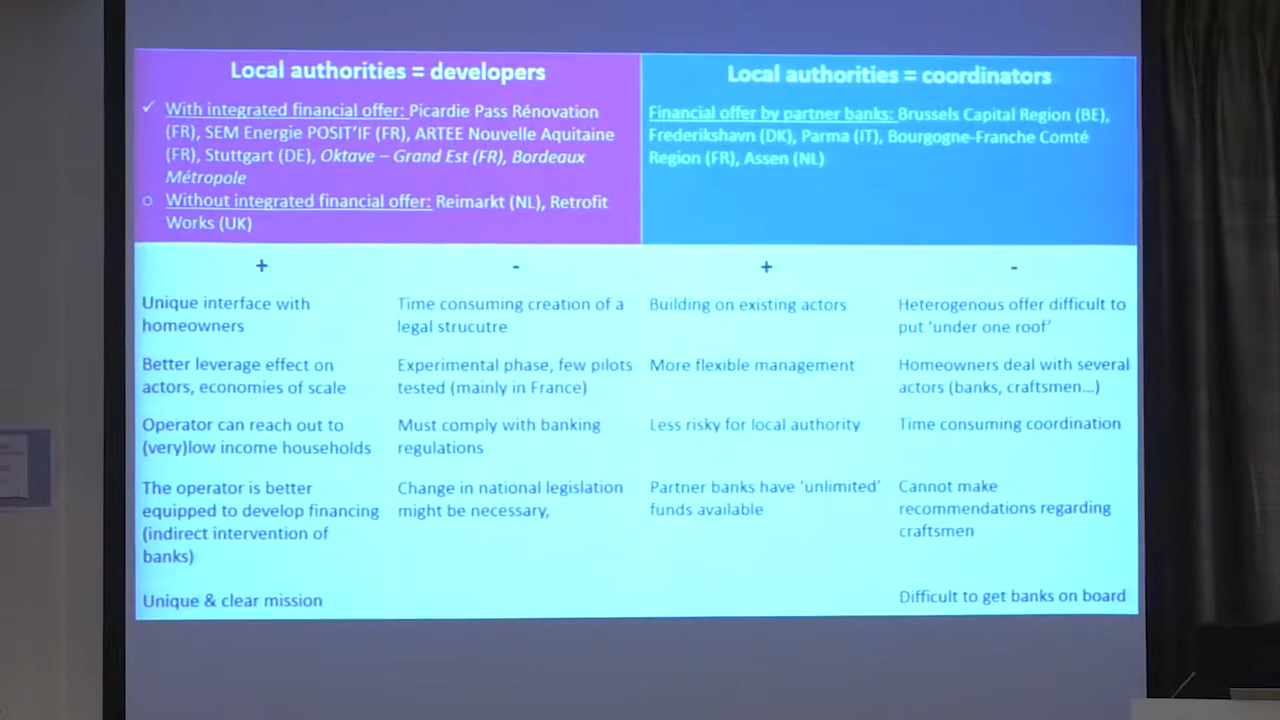 Local authorities = developers
✓ With integrated financial offer: Picardie Pass Rénovation
(FR), SEM Energie POSIT'IF (FR), ARTEE Nouvelle Aquitaine
(FR), Stuttgart (DE), Oktave – Grand Est (FR), Bordeaux
Métropole
o Without integrated financial offer: Reimarkt (NL), Retrofit
Works (UK)
Local authorities = coordinators
Financial offer by partner banks: Brussels Capital Region (BE),
Frederikshavn (DK), Parma (IT), Bourgogne-Franche Comté
Region (FR), Assen (NL)
+
Unique interface with
homeowners
Better leverage effect on
actors, economies of scale
Operator can reach out to
(very)low income households
The operator is better
equipped to develop financing
(indirect intervention of
banks)
Unique & clear mission
-
Time consuming creation of a
legal strucutre
Experimental phase, few pilots
tested (mainly in France)
Must comply with banking
regulations
Change in national legislation
might be necessary,
+
Building on existing actors
More flexible management
Less risky for local authority
Partner banks have 'unlimited'
funds available
-
Heterogenous offer difficult to
put 'under one roof'
Homeowners deal with several
actors (banks, craftsmen...)
Time consuming coordination
Cannot make
recommendations regarding
craftsmen
Difficult to get banks on board